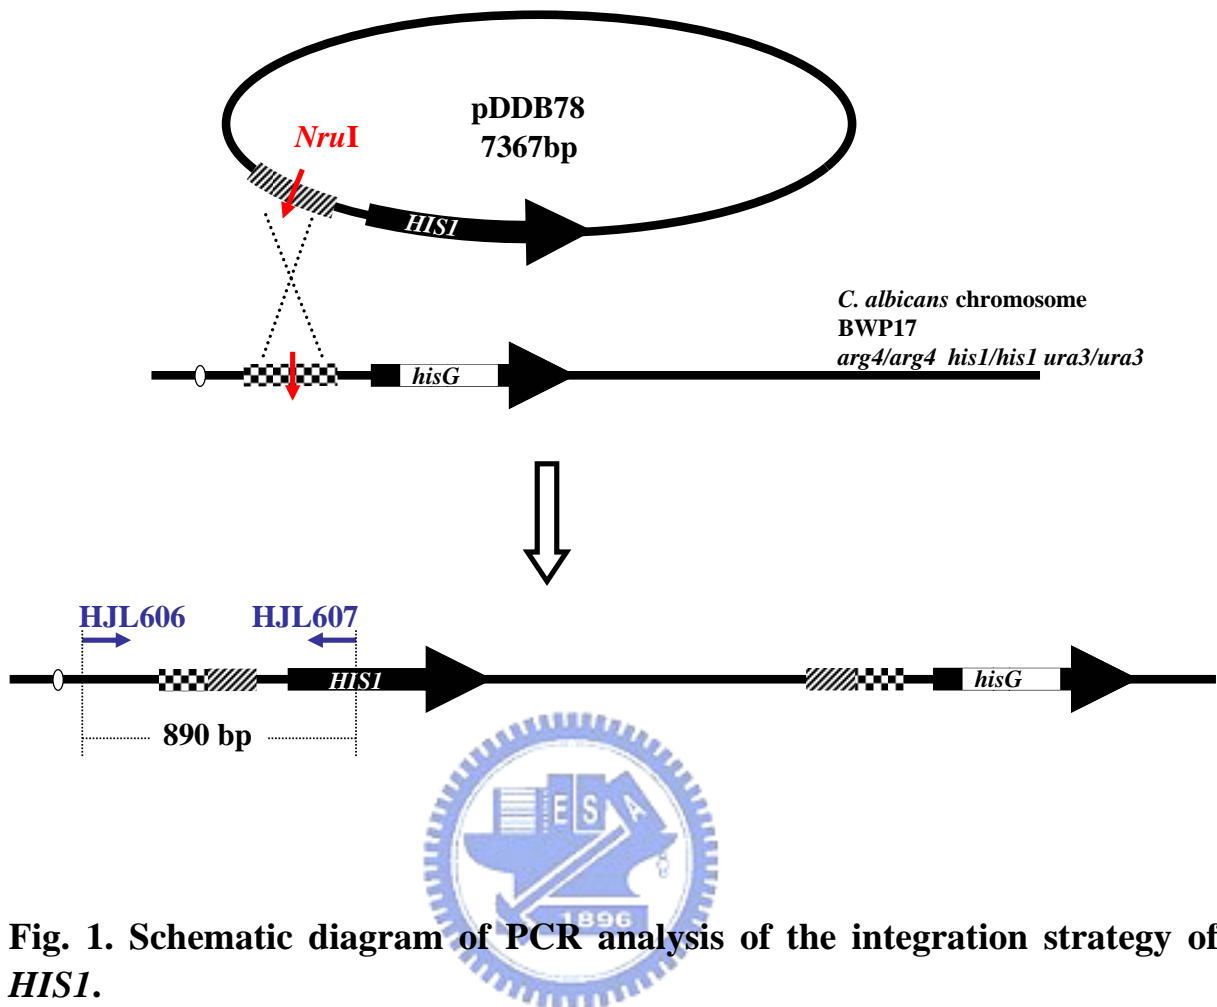 pDDB78
7367bp
NruI
HIS1
C. albicans chromosome
BWP17
arg4/arg4 his1/his1 ura3/ura3
hisG
HJL606
HJL607
HIS1
hisG
890 bp
E S A
1896
Fig. 1. Schematic diagram of PCR analysis of the integration strategy of
HIS1.